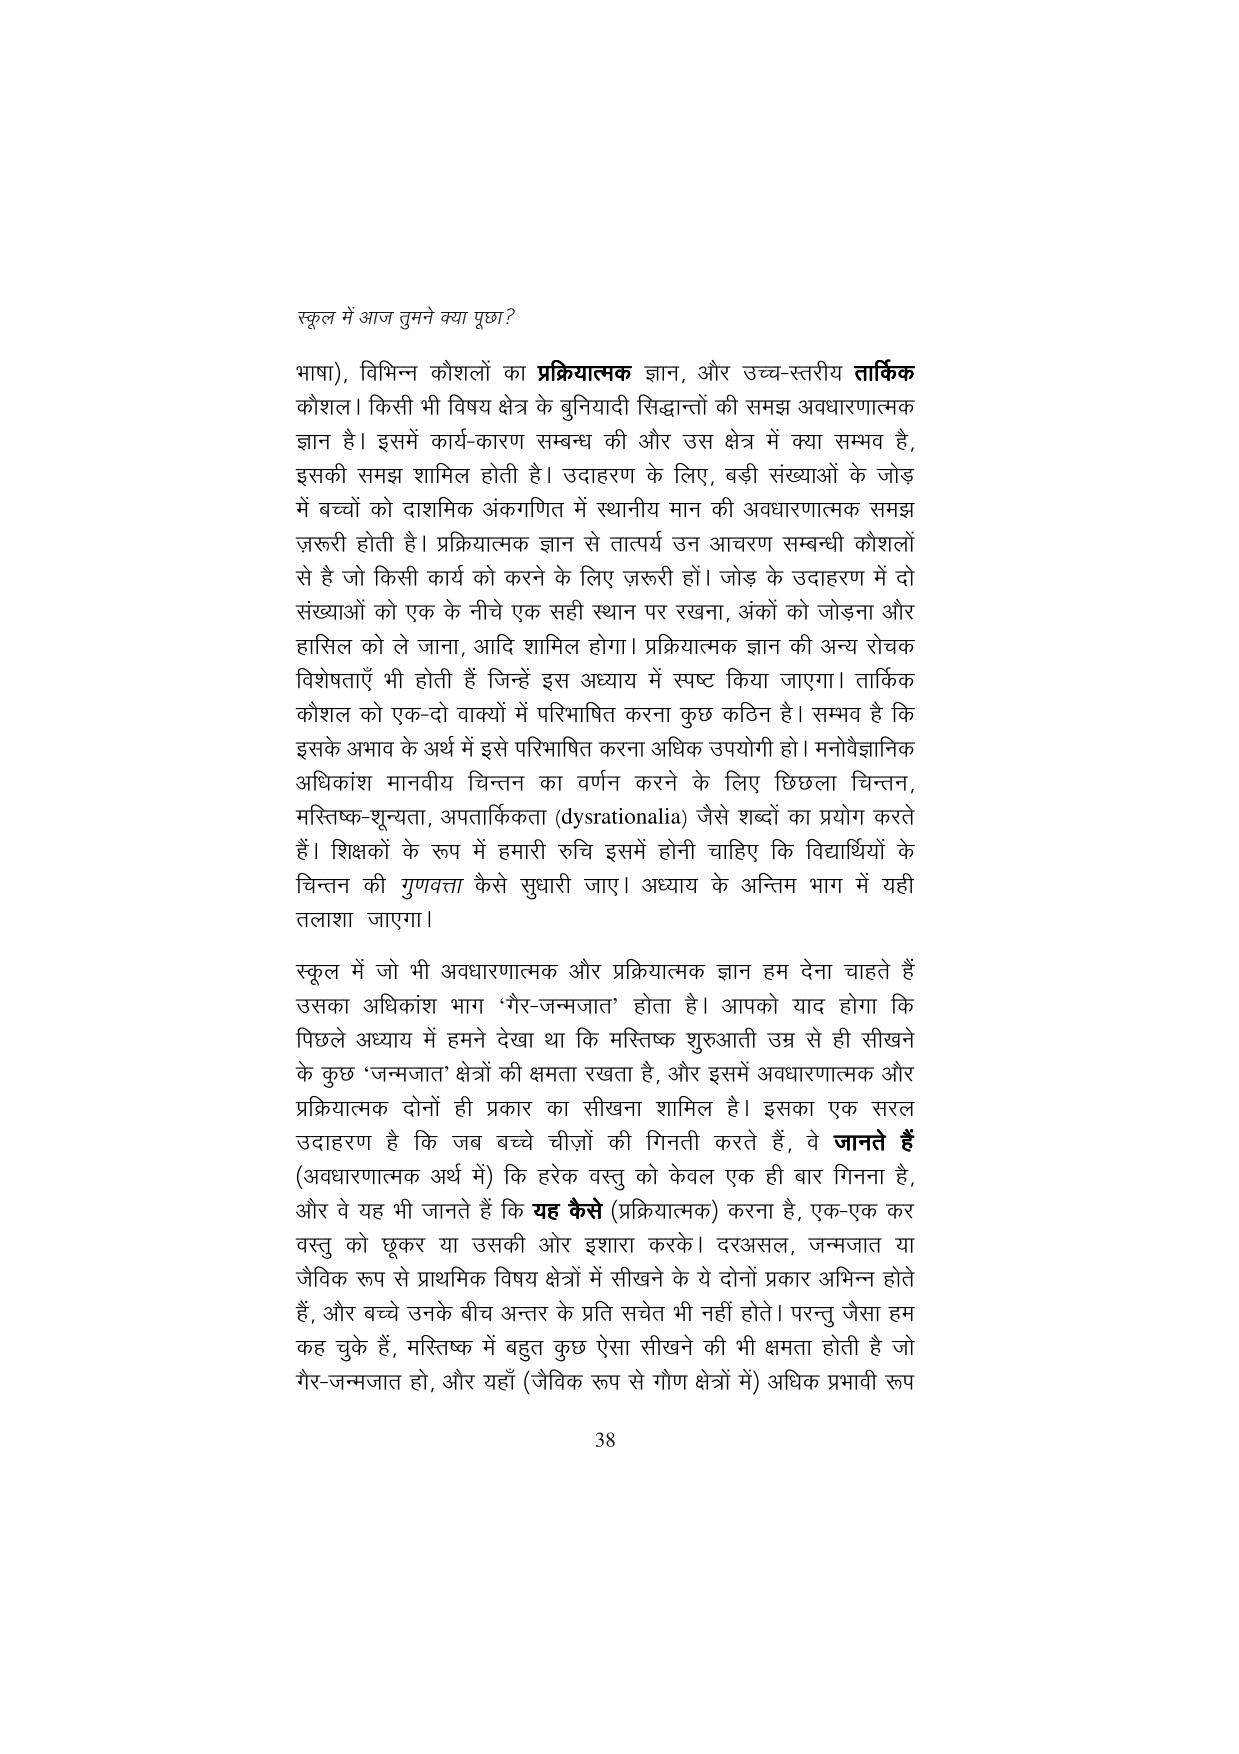 स्कूल में आज तुमने क्या पूछा?
भाषा), विभिन्न कौशलों का प्रक्रियात्मक ज्ञान, और उच्च-स्तरीय तार्किक
कौशल। किसी भी विषय क्षेत्र के बुनियादी सिद्धान्तों की समझ अवधारणात्मक
ज्ञान है। इसमें कार्य-कारण सम्बन्ध की और उस क्षेत्र में क्या सम्भव है,
इसकी समझ शामिल होती है। उदाहरण के लिए, बड़ी संख्याओं के जोड़
में बच्चों को दाशमिक अंकगणित में स्थानीय मान की अवधारणात्मक समझ
ज़रूरी होती है। प्रक्रियात्मक ज्ञान से तात्पर्य उन आचरण सम्बन्धी कौशलों
से है जो किसी कार्य को करने के लिए ज़रूरी हों। जोड़ के उदाहरण में दो
संख्याओं को एक के नीचे एक सही स्थान पर रखना, अंकों को जोड़ना और
हासिल को ले जाना, आदि शामिल होगा। प्रक्रियात्मक ज्ञान की अन्य रोचक
विशेषताएँ भी होती हैं जिन्हें इस अध्याय में स्पष्ट किया जाएगा। तार्किक
कौशल को एक-दो वाक्यों में परिभाषित करना कुछ कठिन है। सम्भव है कि
इसके अभाव के अर्थ में इसे परिभाषित करना अधिक उपयोगी हो। मनोवैज्ञानिक
अधिकांश मानवीय चिन्तन का वर्णन करने के लिए छिछला चिन्तन,
मस्तिष्क-शून्यता, अपतार्किकता (dysrationalia) जैसे शब्दों का प्रयोग करते
हैं। शिक्षकों के रूप में हमारी रुचि इसमें होनी चाहिए कि विद्यार्थियों के
चिन्तन की गुणवत्ता कैसे सुधारी जाए। अध्याय के अन्तिम भाग में यही
तलाशा जाएगा।
स्कूल में जो भी अवधारणात्मक और प्रक्रियात्मक ज्ञान हम देना चाहते हैं
उसका अधिकांश भाग ‘गैर-जन्मजात’ होता है। आपको याद होगा कि
पिछले अध्याय में हमने देखा था कि मस्तिष्क शुरुआती उम्र से ही सीखने
के कुछ ‘जन्मजात’ क्षेत्रों की क्षमता रखता है, और इसमें अवधारणात्मक और
प्रक्रियात्मक दोनों ही प्रकार का सीखना शामिल है। इसका एक सरल
उदाहरण है कि जब बच्चे चीज़ों की गिनती करते हैं, वे जानते हैं
(अवधारणात्मक अर्थ में) कि हरेक वस्तु को केवल एक ही बार गिनना है,
और वे यह भी जानते हैं कि यह कैसे (प्रक्रियात्मक) करना है, एक-एक कर
वस्तु को छूकर या उसकी ओर इशारा करके। दरअसल, जन्मजात या
जैविक रूप से प्राथमिक विषय क्षेत्रों में सीखने के ये दोनों प्रकार अभिन्न होते
हैं, और बच्चे उनके बीच अन्तर के प्रति सचेत भी नहीं होते। परन्तु जैसा हम
कह चुके हैं, मस्तिष्क में बहुत कुछ ऐसा सीखने की भी क्षमता होती है जो
गैर-जन्मजात हो, और यहाँ (जैविक रूप से गौण क्षेत्रों में) अधिक प्रभावी रूप
38